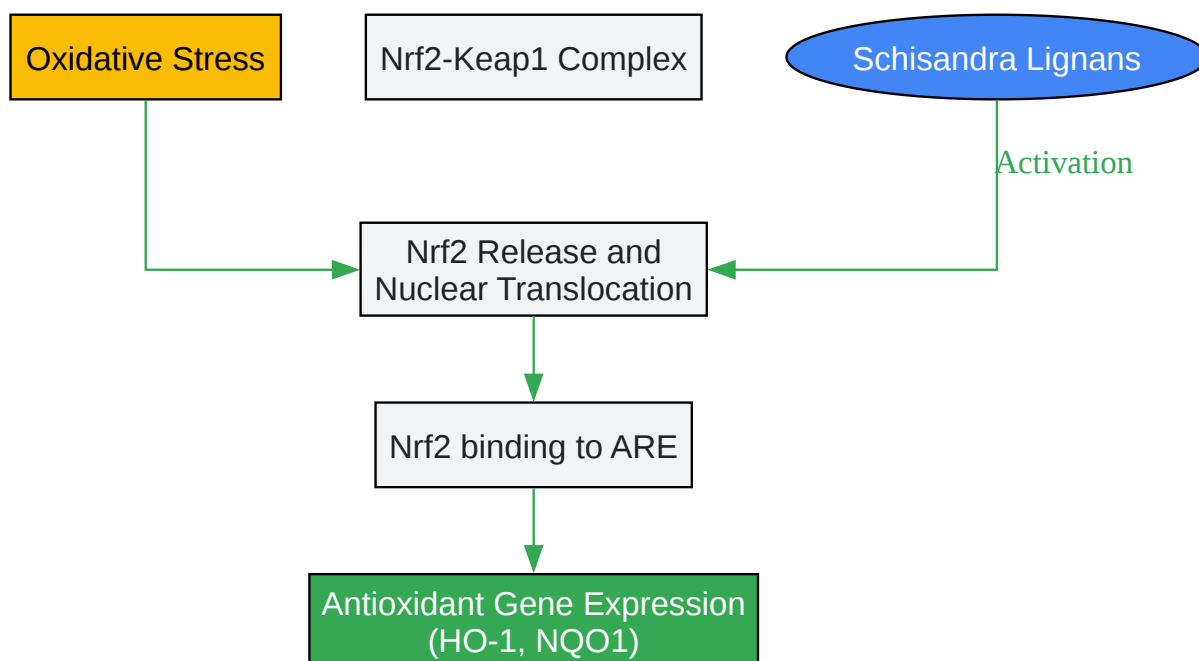 Oxidative Stress
Nrf2-Keap1 Complex
Schisandra Lignans
Activation
Nrf2 Release and
Nuclear Translocation
Nrf2 binding to ARE
Antioxidant Gene Expression
(HO-1, NQO1)